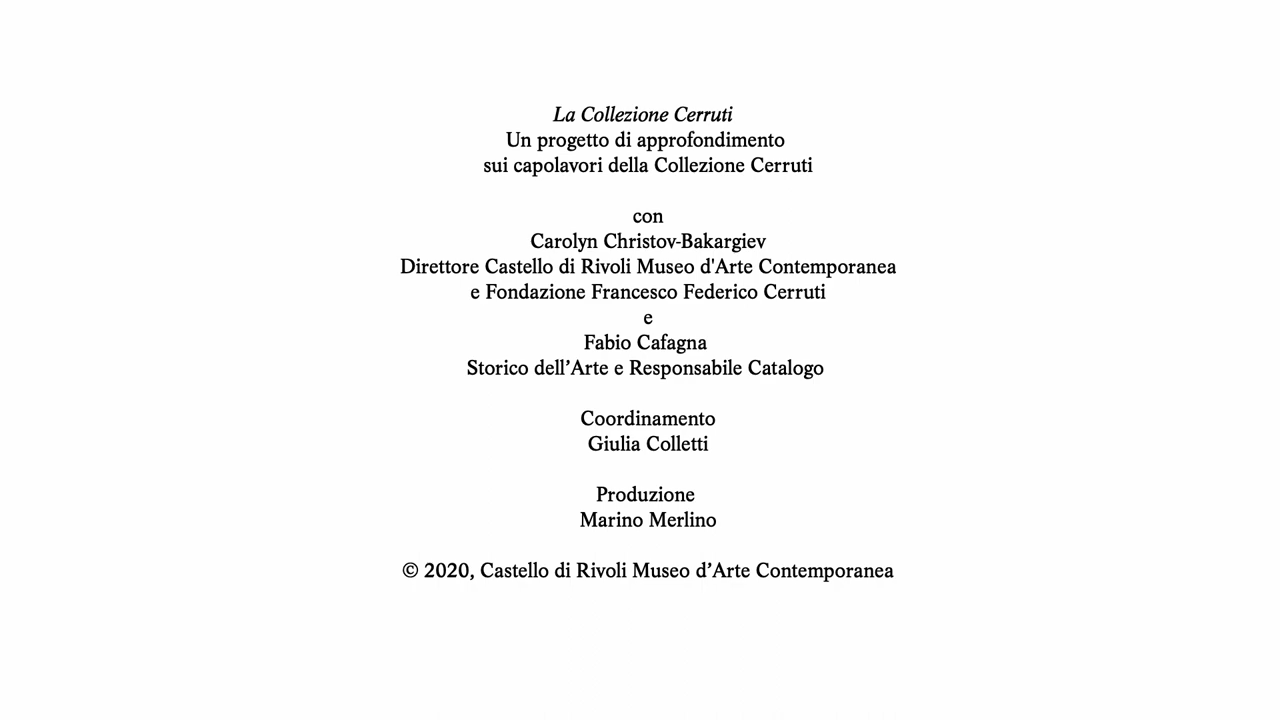 La Collezione Cerruti
Un progetto di approfondimento
sui capolavori della Collezione Cerruti
con
Carolyn Christov-Bakargiev
Direttore Castello di Rivoli Museo d'Arte Contemporanea
e Fondazione Francesco Federico Cerruti
e
Fabio Cafagna
Storico dell’Arte e Responsabile Catalogo
Coordinamento
Giulia Colletti
Produzione
Marino Merlino
© 2020, Castello di Rivoli Museo d’Arte Contemporanea